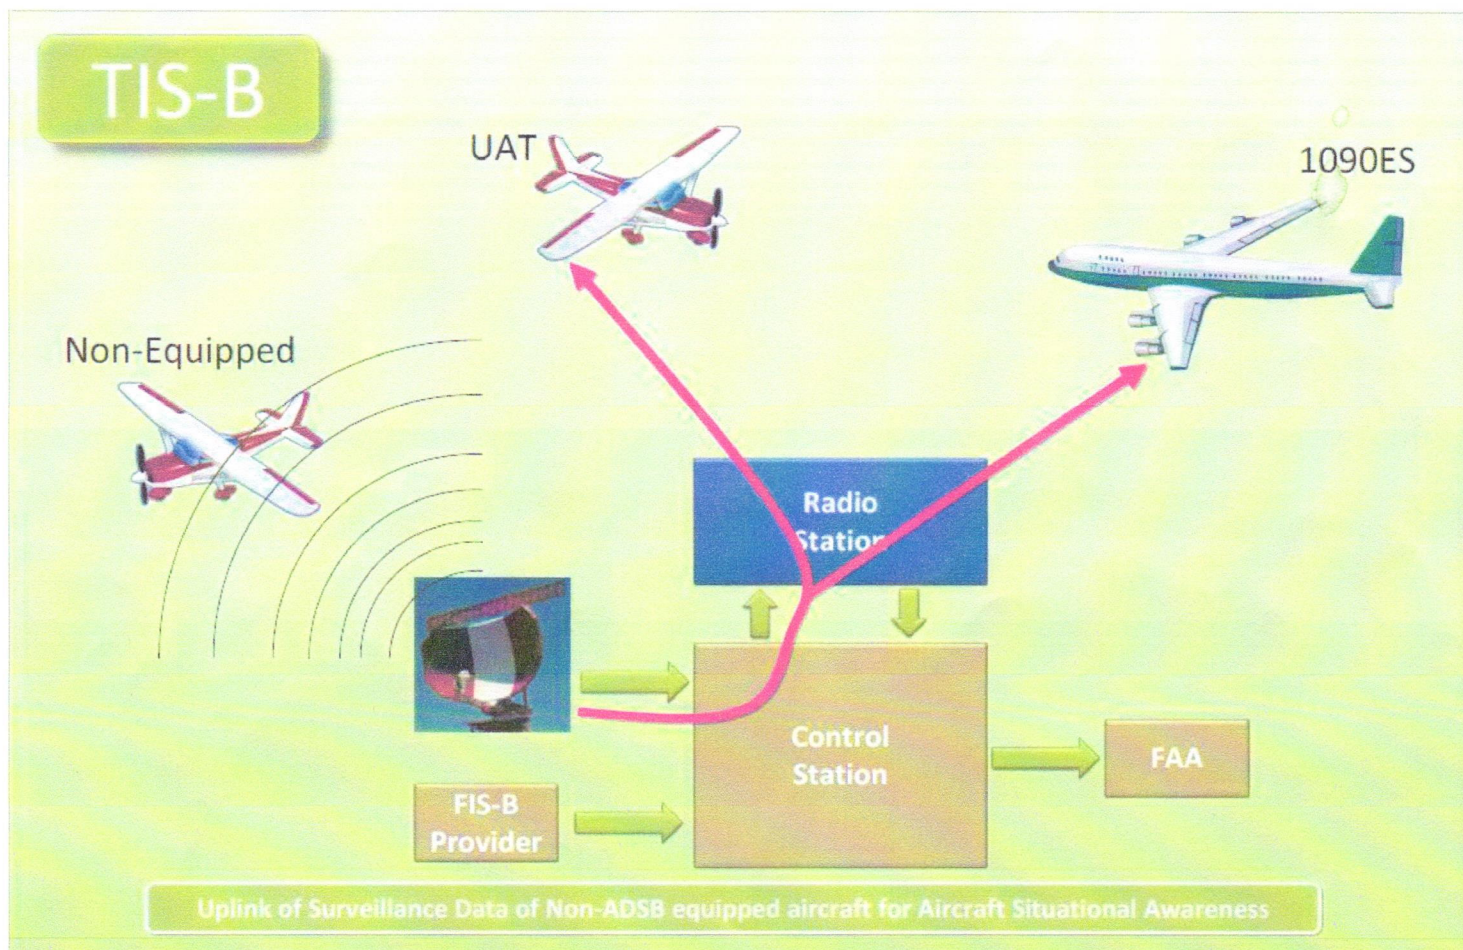 TIS-B
UAT
1090ES
Non-Equipped
Radio
Station
Control
Station
FAA
FIS-B
Provider
Uplink of Surveillance Data of Non-ADSB equipped aircraft for Aircraft Situational Awareness